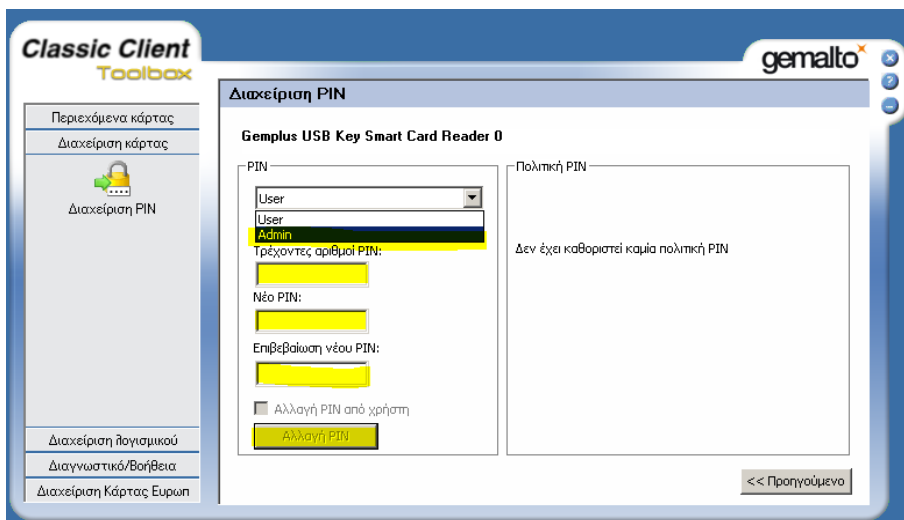 Classic Client
Toolbox
gemalto×
Διαχείριση PIN
Περιεχόμενα κάρτας
Διαχείριση κάρτας
Διαχείριση PIN
Διαχείριση λογισμικού
Διαγνωστικό/Βοήθεια
Διαχείριση Κάρτας Ευρωπ
Gemplus USB Key Smart Card Reader 0
PIN
User
User
Admin
Τρέχοντες αριθμοί PIN:
Νέο PIN:
Επιβεβαίωση νέου PIN:
Αλλαγή PIN από χρήστη
Αλλαγή PIN
Πολιτική PIN
Δεν έχει καθοριστεί καμία πολιτική PIN
<< Προηγούμενο